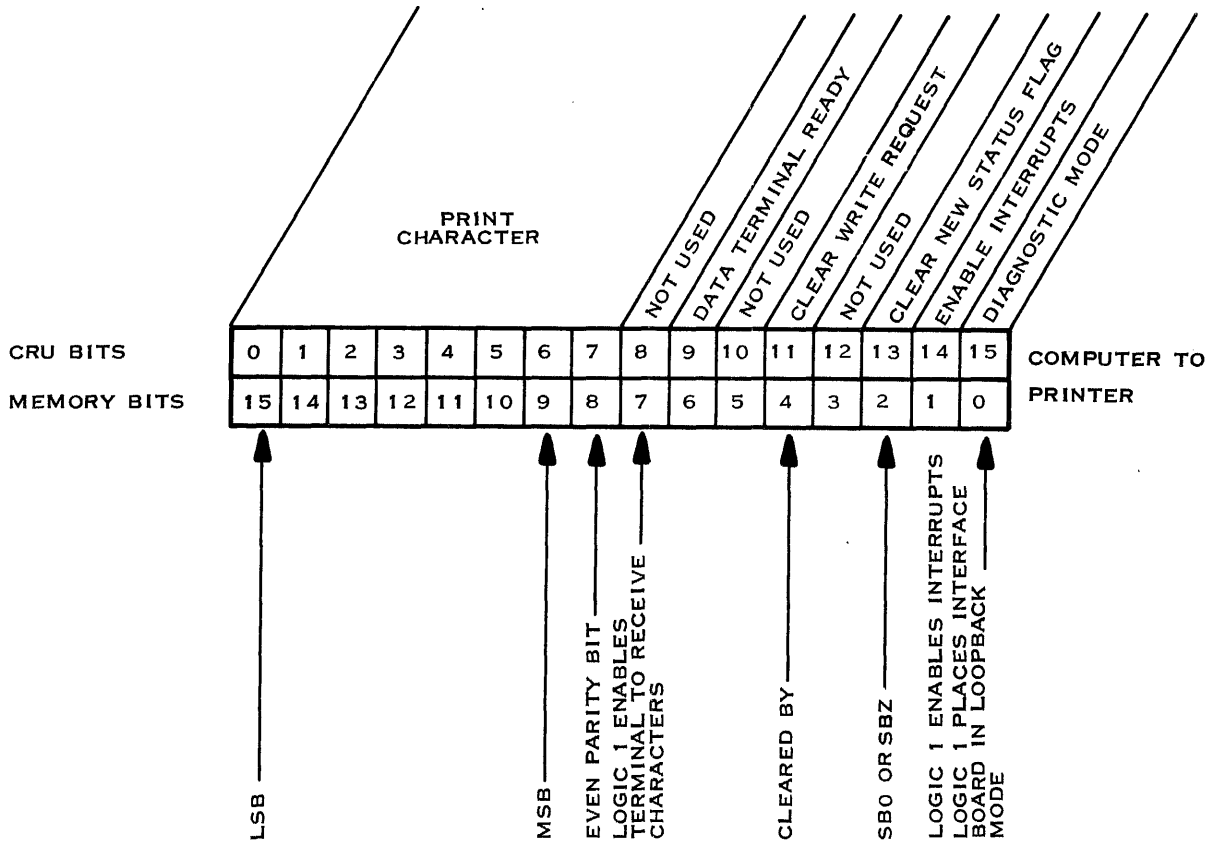 PRINT
CHARACTER
NOT USED
DATA TERMINAL READY
NOT USED
CLEAR WRITE REQUEST
NOT USED
CLEAR NEW STATUS FLAG
ENABLE INTERRUPTS
DIAGNOSTIC MODE
CRU BITS 0 1 2 3 4 5 6 7 8 9 10 11 12 13 14 15
MEMORY BITS 15 14 13 12 11 10 9 8 7 6 5 4 3 2 1 0
COMPUTER TO
PRINTER
LSB
MSB
EVEN PARITY BIT
LOGIC 1 ENABLES
TERMINAL TO RECEIVE
CHARACTERS
CLEARED BY
SB0 OR SBZ
LOGIC 1 ENABLES INTERRUPTS
LOGIC 1 PLACES INTERFACE
BOARD IN LOOPBACK
MODE